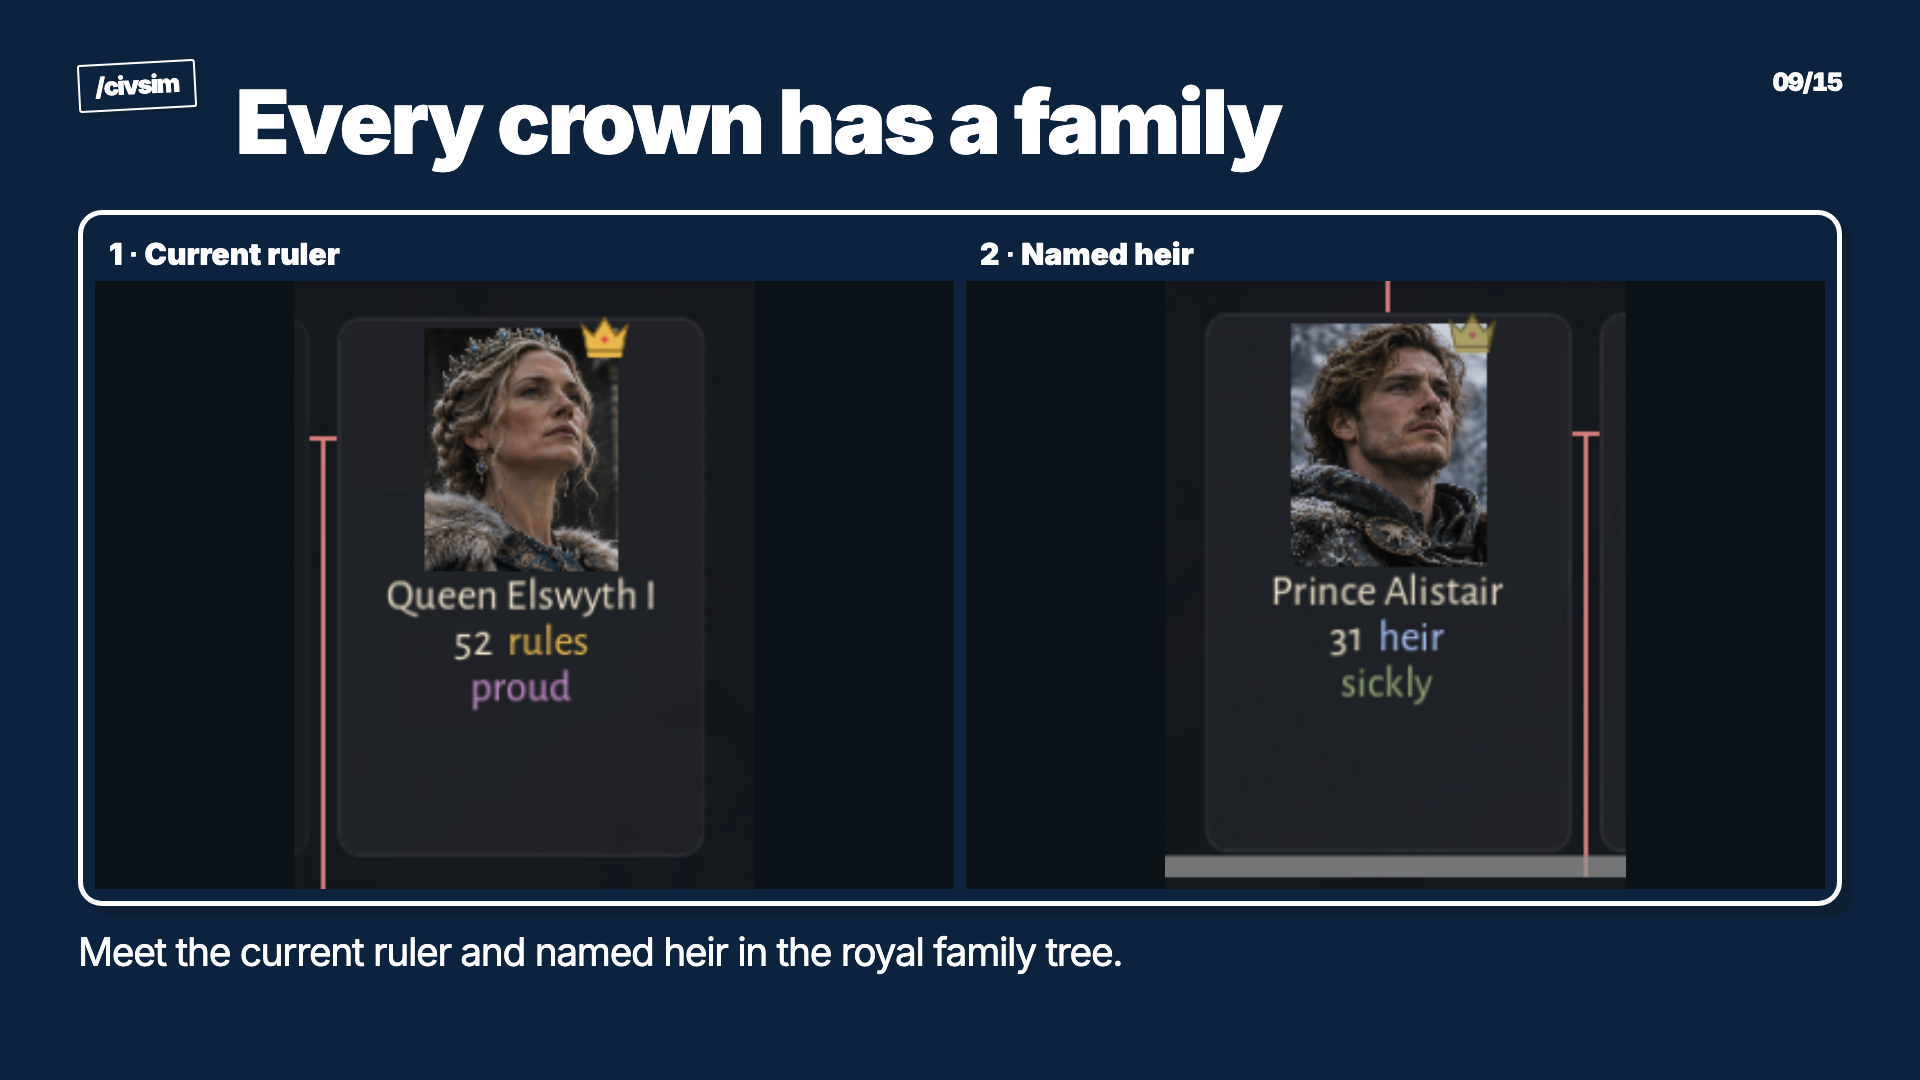 /civsim
Every crown has a family
09/15
1 · Current ruler
Queen Elswyth I
52 rules
proud
2 · Named heir
Prince Alistair
31 heir
sickly
Meet the current ruler and named heir in the royal family tree.